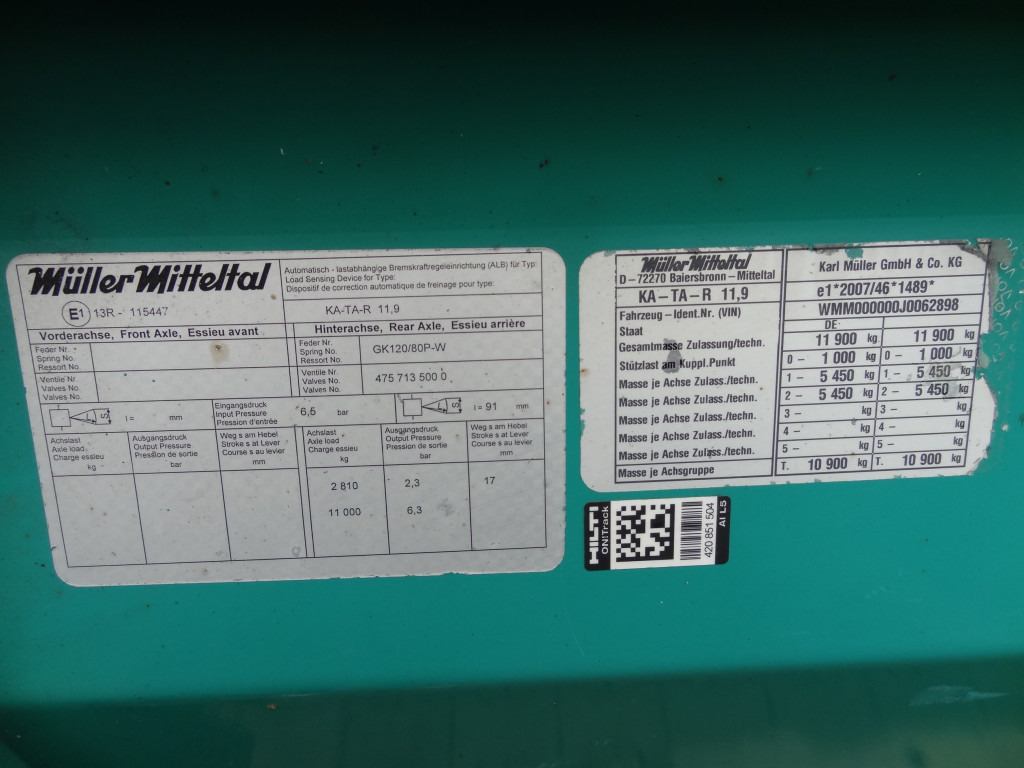 Müller Mitteltal
Automatisch - lastabhängige Bremskraftregeleinrichtung (ALB) für Typ:
Load Sensing Device for Type:
Dispositif de correction automatique de freinage pour type:
E1 13R - 115447
KA-TA-R 11,9
Vorderachse, Front Axle, Essieu avant
Hinterachse, Rear Axle, Essieu arrière
Feder Nr.
Spring No.
Ressort No.
Feder Nr.
Spring No.
Ressort No.
GK120/80P-W
Ventile Nr.
Valves No.
Valves No.
Ventile Nr.
Valves No.
Valves No.
475 713 500 0
S
l = mm
Eingangsdruck
Input Pressure
Pression d'entrée
6,5 bar
S
l = 91 mm
Achslast
Axle load
Charge essieu
kg
Ausgangsdruck
Output Pressure
Pression de sortie
bar
Weg s am Hebel
Stroke s at Lever
Course s au levier
mm
Achslast
Axle load
Charge essieu
kg
Ausgangsdruck
Output Pressure
Pression de sortie
bar
Weg s am Hebel
Stroke s at Lever
Course s au levier
mm
2 810 2,3 17
11 000 6,3
Müller Mitteltal
D-72270 Baiersbronn-Mitteltal
Karl Müller GmbH & Co. KG
KA-TA-R 11,9
e1*2007/46*1489*
Fahrzeug-Ident.Nr. (VIN)
WMM000000J0062898
Staat
DE:
Gesamtmasse Zulassung/techn.
11 900 kg 11 900 kg
Stützlast am Kuppl.Punkt
0- 1 000 kg 0- 1 000 kg
Masse je Achse Zulass./techn.
1- 5 450 kg 1- 5 450 kg
Masse je Achse Zulass./techn.
2- 5 450 kg 2- 5 450 kg
Masse je Achse Zulass./techn.
3- kg 3- kg
Masse je Achse Zulass./techn.
4- kg 4- kg
Masse je Achse Zulass./techn.
5- kg 5- kg
Masse je Achsgruppe
T. 10 900 kg T. 10 900 kg
HILTI
ON!Track
420 851 504
AI L5